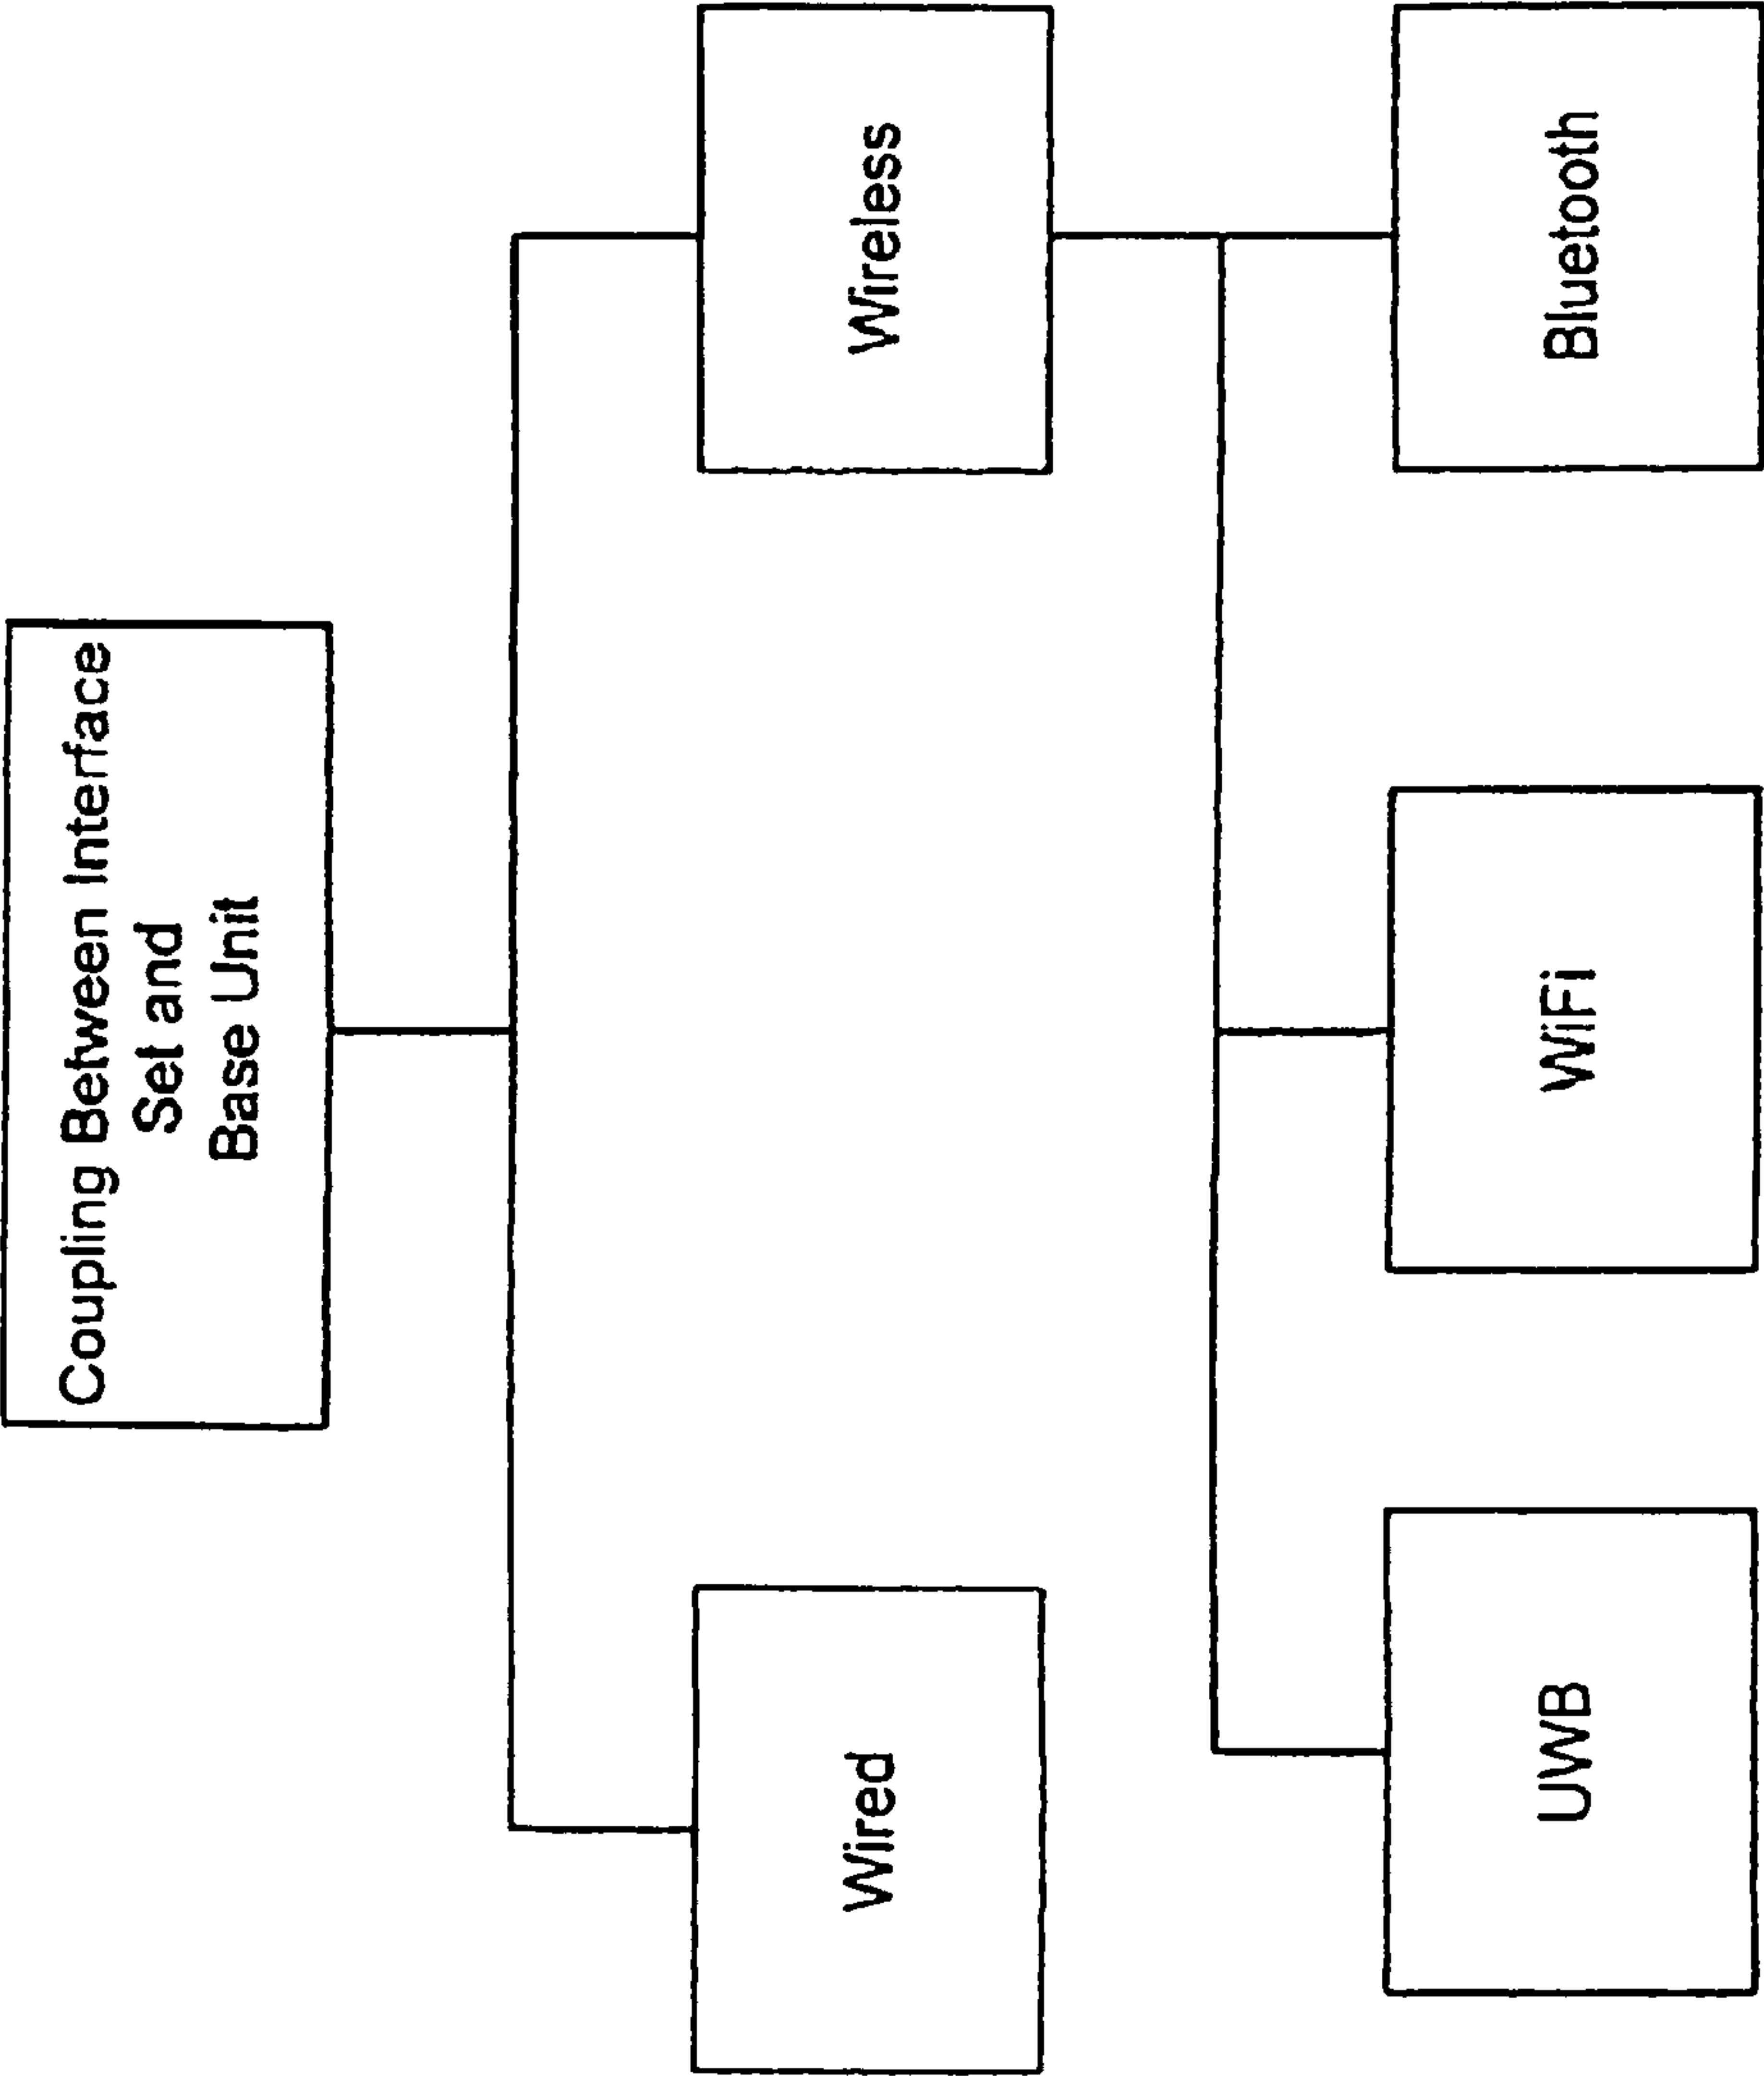 Coupling Between Interface
Set and
Base Unit
Wired
Wireless
UWB
WiFi
Bluetooth